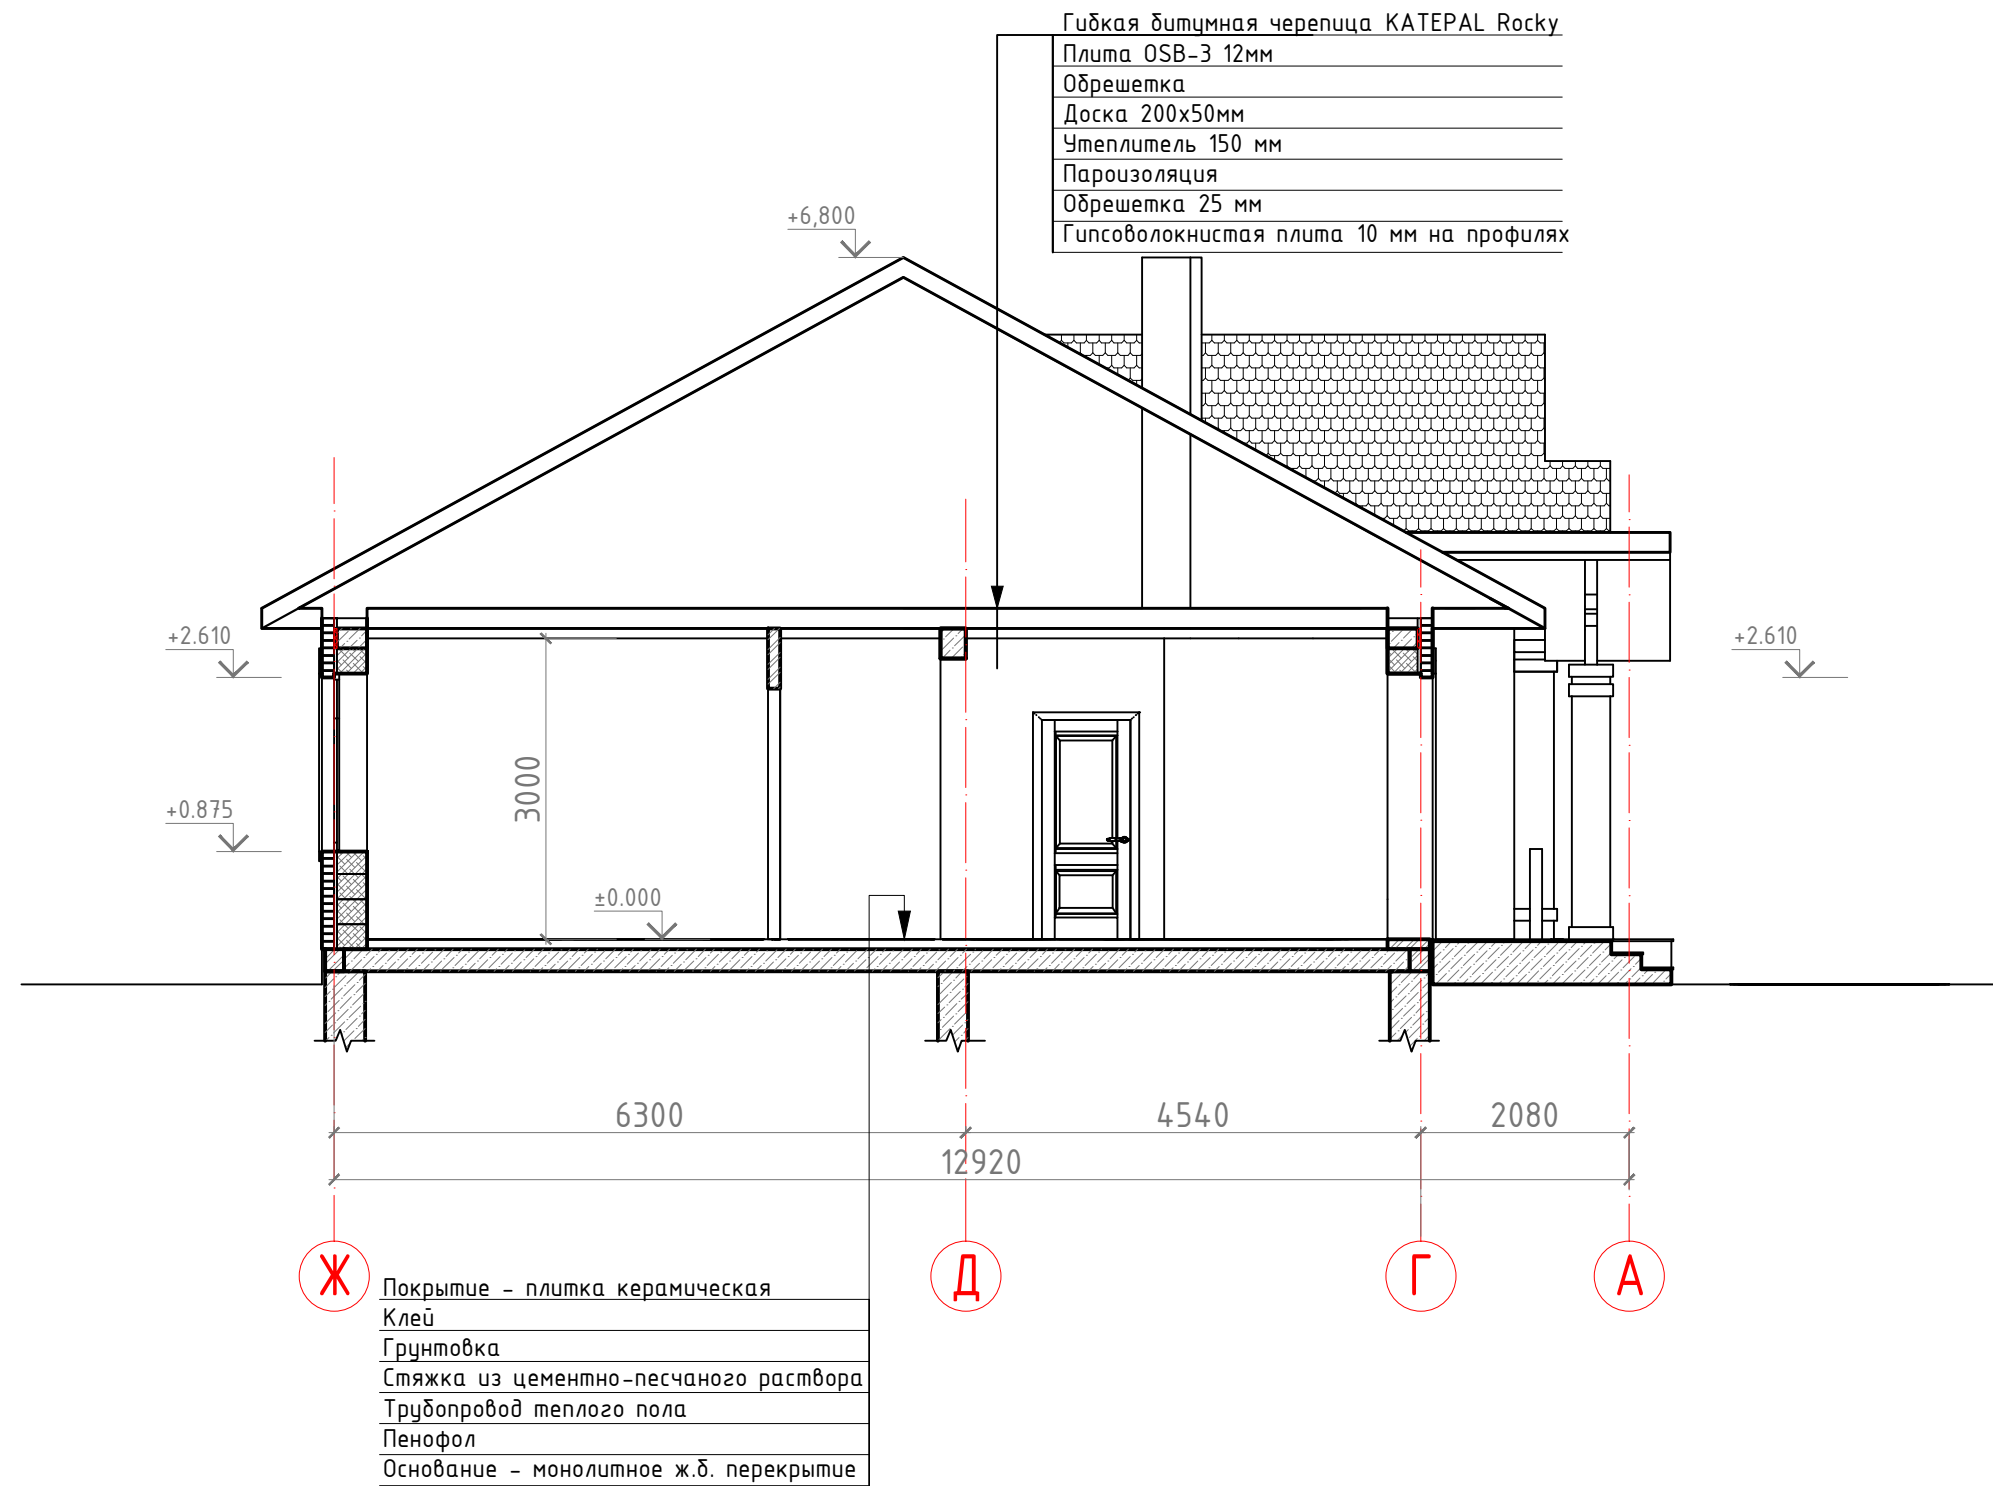 Гибкая битумная черепица KATEPAL Rocky
Плита OSB-3 12мм
Обрешетка
Доска 200х50мм
Утеплитель 150 мм
Пароизоляция
Обрешетка 25 мм
Гипсоволокнистая плита 10 мм на профилях
+6,800
+2.610
+2.610
+0.875
3000
±0.000
6300
4540
2080
12920
Ж
Д
Г
А
Покрытие - плитка керамическая
Клей
Грунтовка
Стяжка из цементно-песчаного раствора
Трубопровод теплого пола
Пенофол
Основание - монолитное ж.б. перекрытие